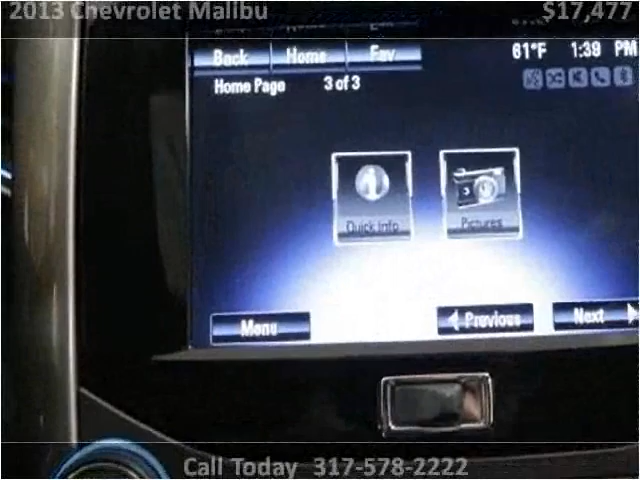 2013 Chevrolet Malibu $17,477
Back Home Fav 61°F 1:39 PM
Home Page 3 of 3
Quick Info Pictures
Menu Previous Next
Call Today 317-578-2222